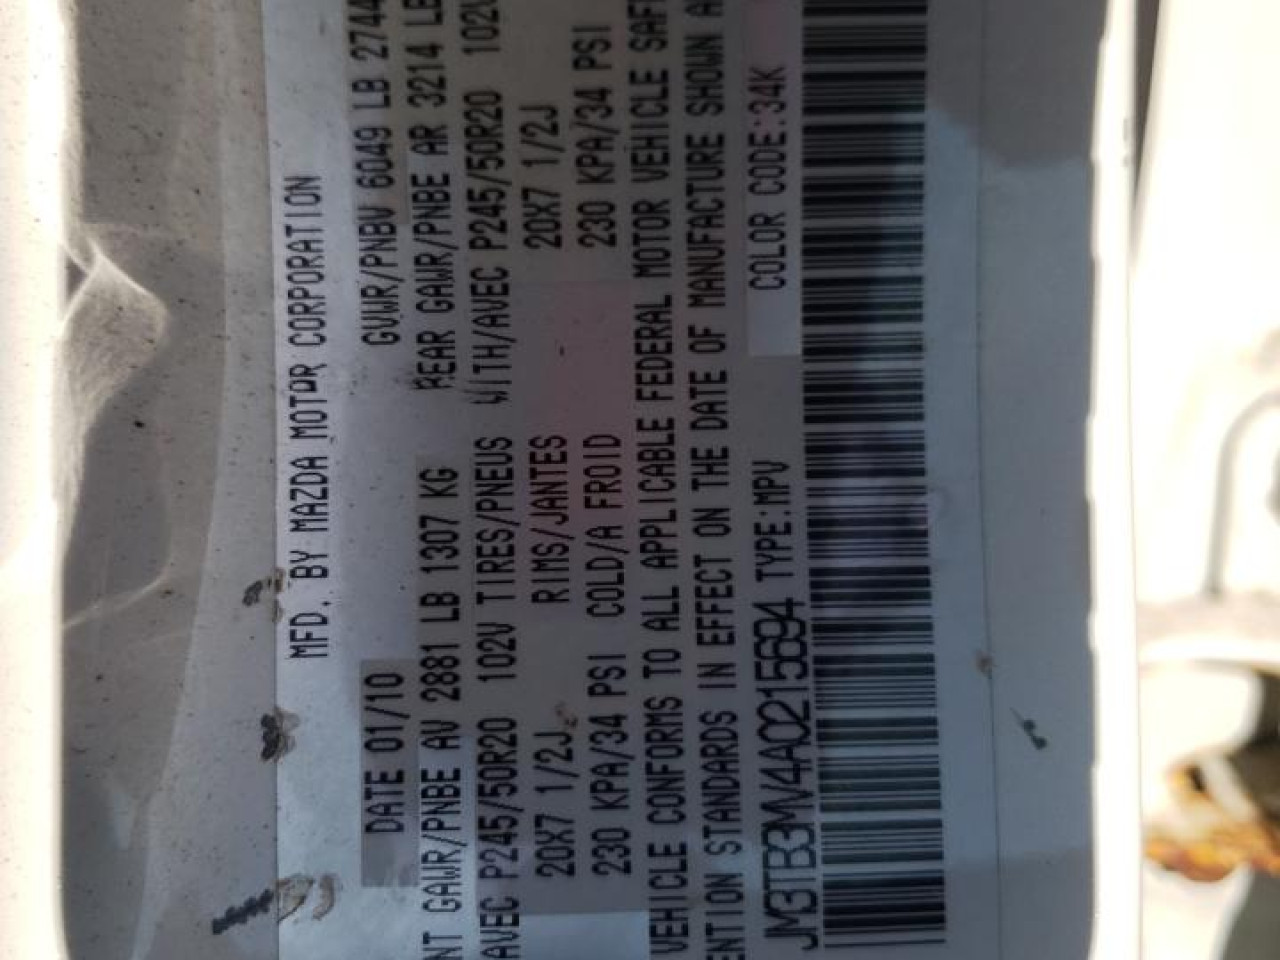 MFD. BY MAZDA MOTOR CORPORATION
DATE 01/10 GVWR/PNBV 6049 LB 2744
NT GAWR/PNBE AV 2881 LB 1307 KG REAR GAWR/PNBE AR 3214 LB
AVEC P245/50R20 102V TIRES/PNEUS WITH/AVEC P245/50R20 102V
20X7 1/2J RIMS/JANTES 20X7 1/2J
230 KPA/34 PSI COLD/A FROID 230 KPA/34 PSI
VEHICLE CONFORMS TO ALL APPLICABLE FEDERAL MOTOR VEHICLE SAFE
ENTION STANDARDS IN EFFECT ON THE DATE OF MANUFACTURE SHOWN A
JM3TB3MV4A0215694 TYPE:MPV COLOR CODE:34K